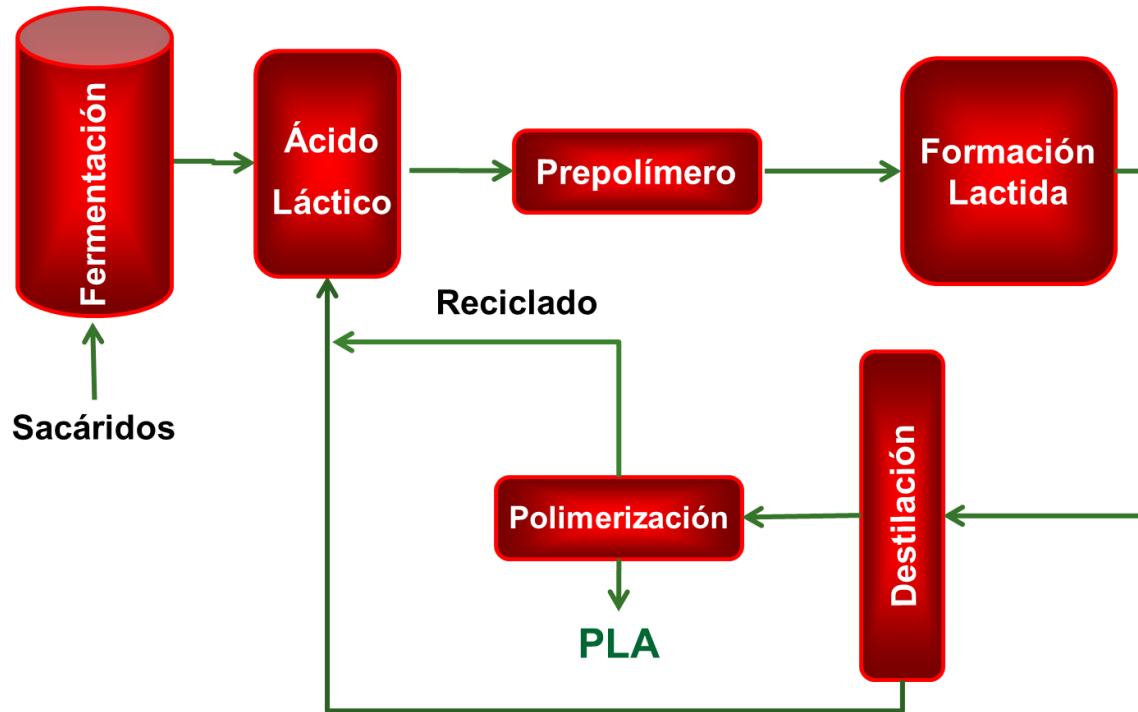 Fermentación
Ácido
Láctico
Prepolímero
Formación
Lactida
Reciclado
Sacáridos
Polimerización
Destilación
PLA